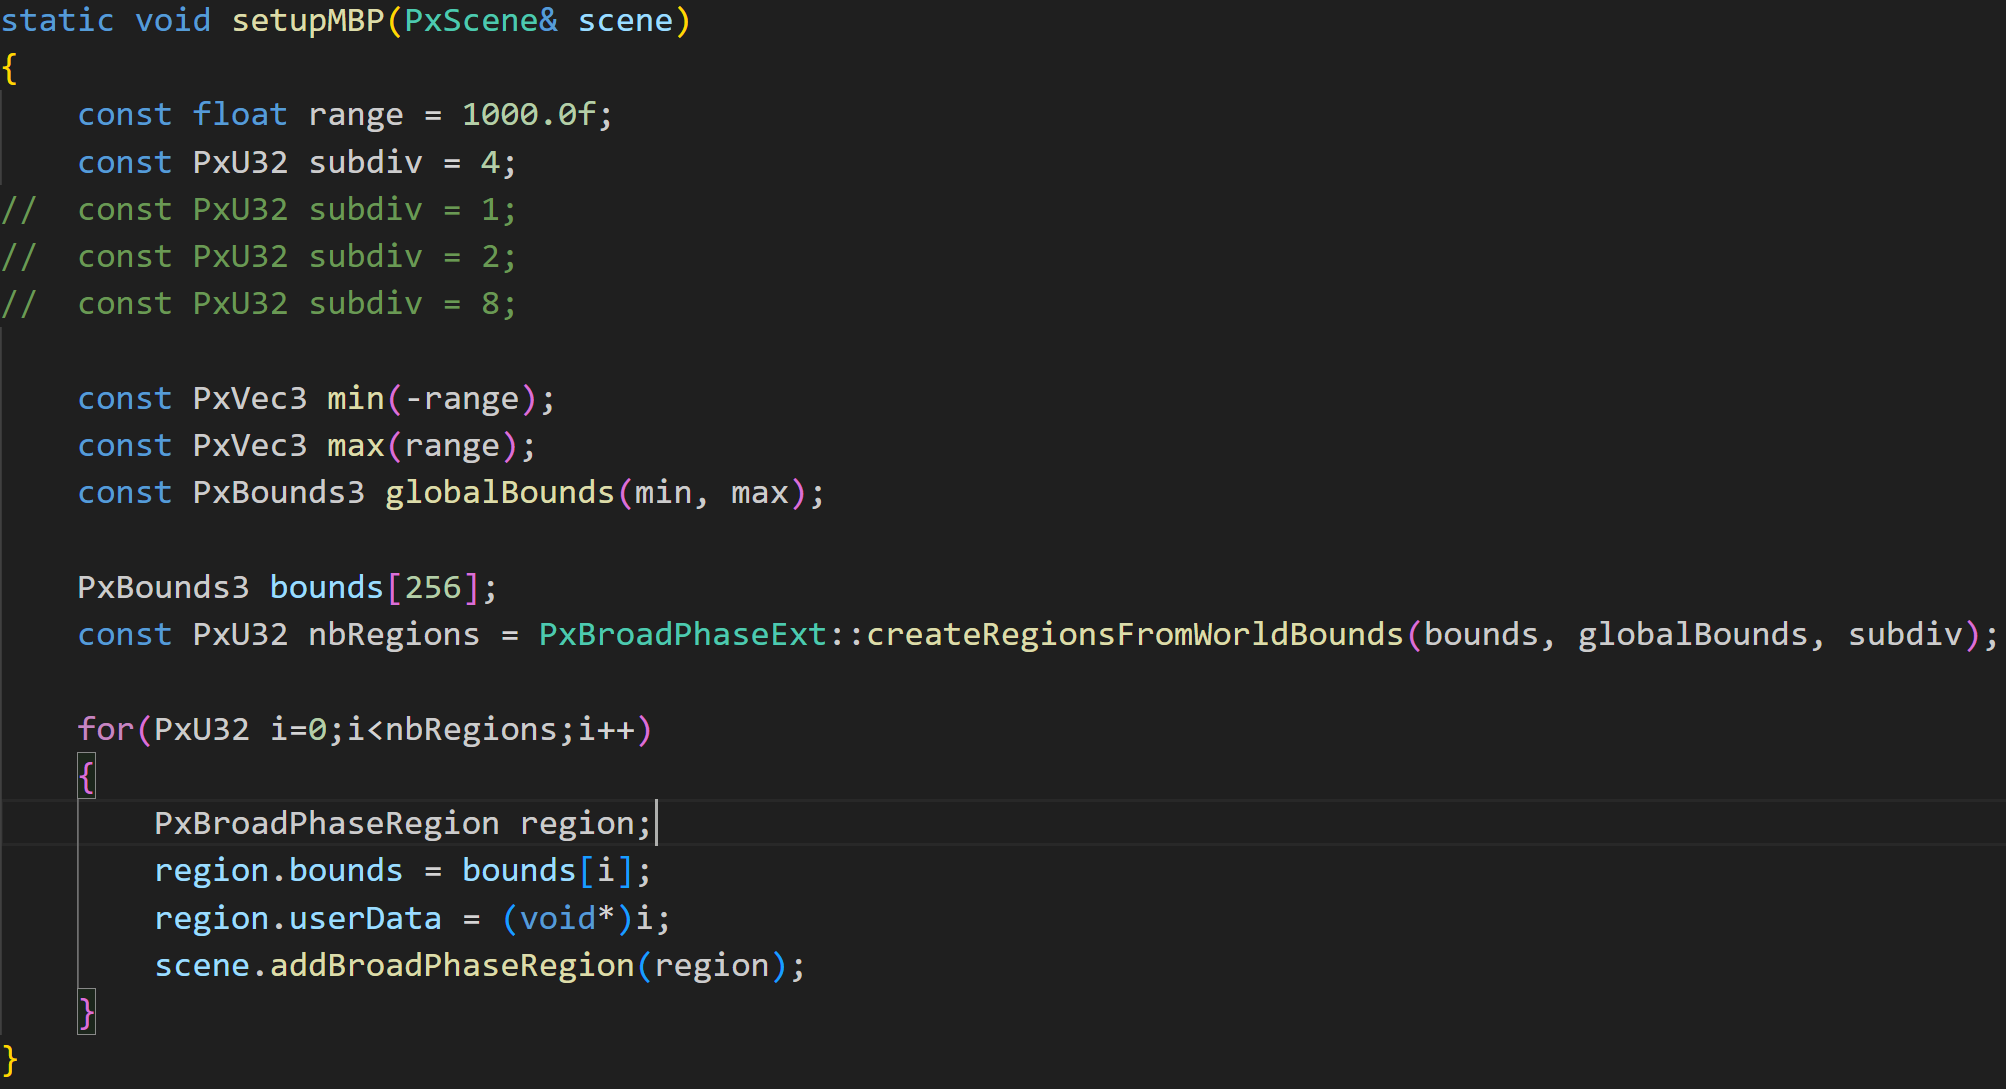 static void setupMBP(PxScene& scene)
{
    const float range = 1000.0f;
    const PxU32 subdiv = 4;
//  const PxU32 subdiv = 1;
//  const PxU32 subdiv = 2;
//  const PxU32 subdiv = 8;

    const PxVec3 min(-range);
    const PxVec3 max(range);
    const PxBounds3 globalBounds(min, max);

    PxBounds3 bounds[256];
    const PxU32 nbRegions = PxBroadPhaseExt::createRegionsFromWorldBounds(bounds, globalBounds, subdiv);

    for(PxU32 i=0;i<nbRegions;i++)
    {
        PxBroadPhaseRegion region;
        region.bounds = bounds[i];
        region.userData = (void*)i;
        scene.addBroadPhaseRegion(region);
    }
}